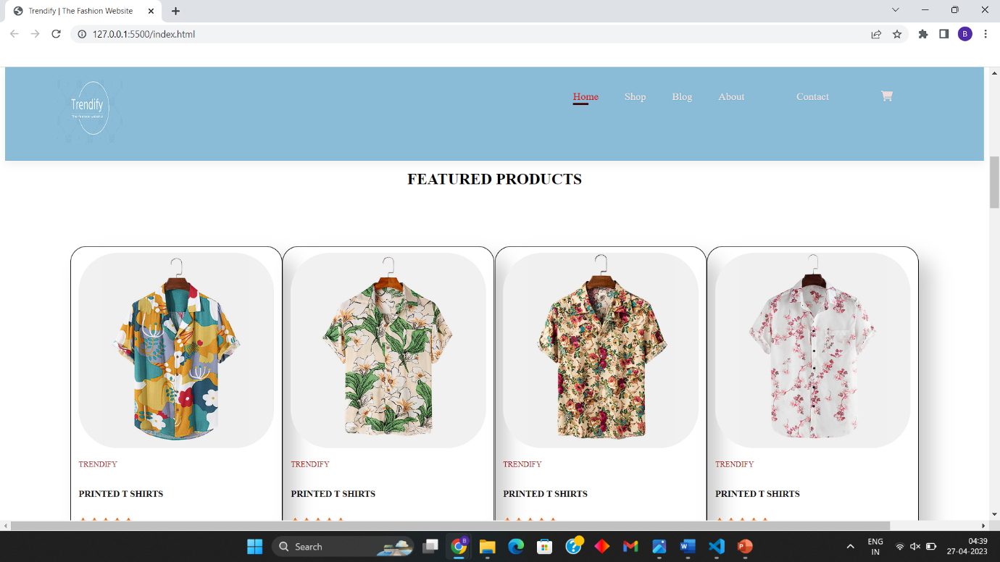 Trendify | The Fashion Website
127.0.0.1:5500/index.html
B
Trendify
Home Shop Blog About Contact
FEATURED PRODUCTS
TRENDIFY TRENDIFY TRENDIFY TRENDIFY
PRINTED T SHIRTS PRINTED T SHIRTS PRINTED T SHIRTS PRINTED T SHIRTS
Search
ENG
IN
04:39
27-04-2023